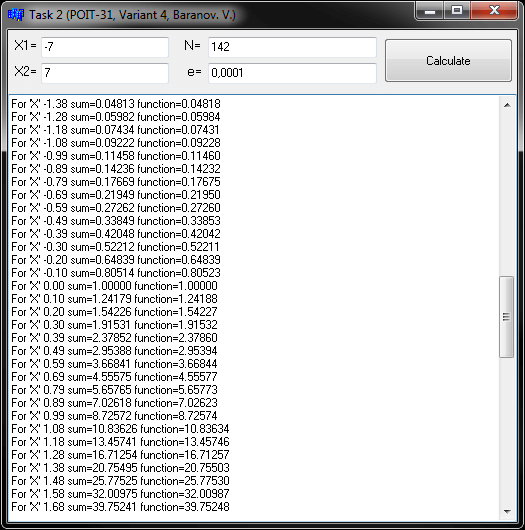 Task 2 (POIT-31, Variant 4, Baranov. V.)
X1= -7 N= 142
X2= 7 e= 0,0001
Calculate
For 'X' -1.38 sum=0.04813 function=0.04818
For 'X' -1.28 sum=0.05982 function=0.05984
For 'X' -1.18 sum=0.07434 function=0.07431
For 'X' -1.08 sum=0.09222 function=0.09228
For 'X' -0.99 sum=0.11458 function=0.11460
For 'X' -0.89 sum=0.14236 function=0.14232
For 'X' -0.79 sum=0.17669 function=0.17675
For 'X' -0.69 sum=0.21949 function=0.21950
For 'X' -0.59 sum=0.27262 function=0.27260
For 'X' -0.49 sum=0.33849 function=0.33853
For 'X' -0.39 sum=0.42048 function=0.42042
For 'X' -0.30 sum=0.52212 function=0.52211
For 'X' -0.20 sum=0.64839 function=0.64839
For 'X' -0.10 sum=0.80514 function=0.80523
For 'X' 0.00 sum=1.00000 function=1.00000
For 'X' 0.10 sum=1.24179 function=1.24188
For 'X' 0.20 sum=1.54226 function=1.54227
For 'X' 0.30 sum=1.91531 function=1.91532
For 'X' 0.39 sum=2.37852 function=2.37860
For 'X' 0.49 sum=2.95388 function=2.95394
For 'X' 0.59 sum=3.66841 function=3.66844
For 'X' 0.69 sum=4.55575 function=4.55577
For 'X' 0.79 sum=5.65765 function=5.65773
For 'X' 0.89 sum=7.02618 function=7.02623
For 'X' 0.99 sum=8.72572 function=8.72574
For 'X' 1.08 sum=10.83626 function=10.83634
For 'X' 1.18 sum=13.45741 function=13.45746
For 'X' 1.28 sum=16.71254 function=16.71257
For 'X' 1.38 sum=20.75495 function=20.75503
For 'X' 1.48 sum=25.77525 function=25.77530
For 'X' 1.58 sum=32.00975 function=32.00987
For 'X' 1.68 sum=39.75241 function=39.75248